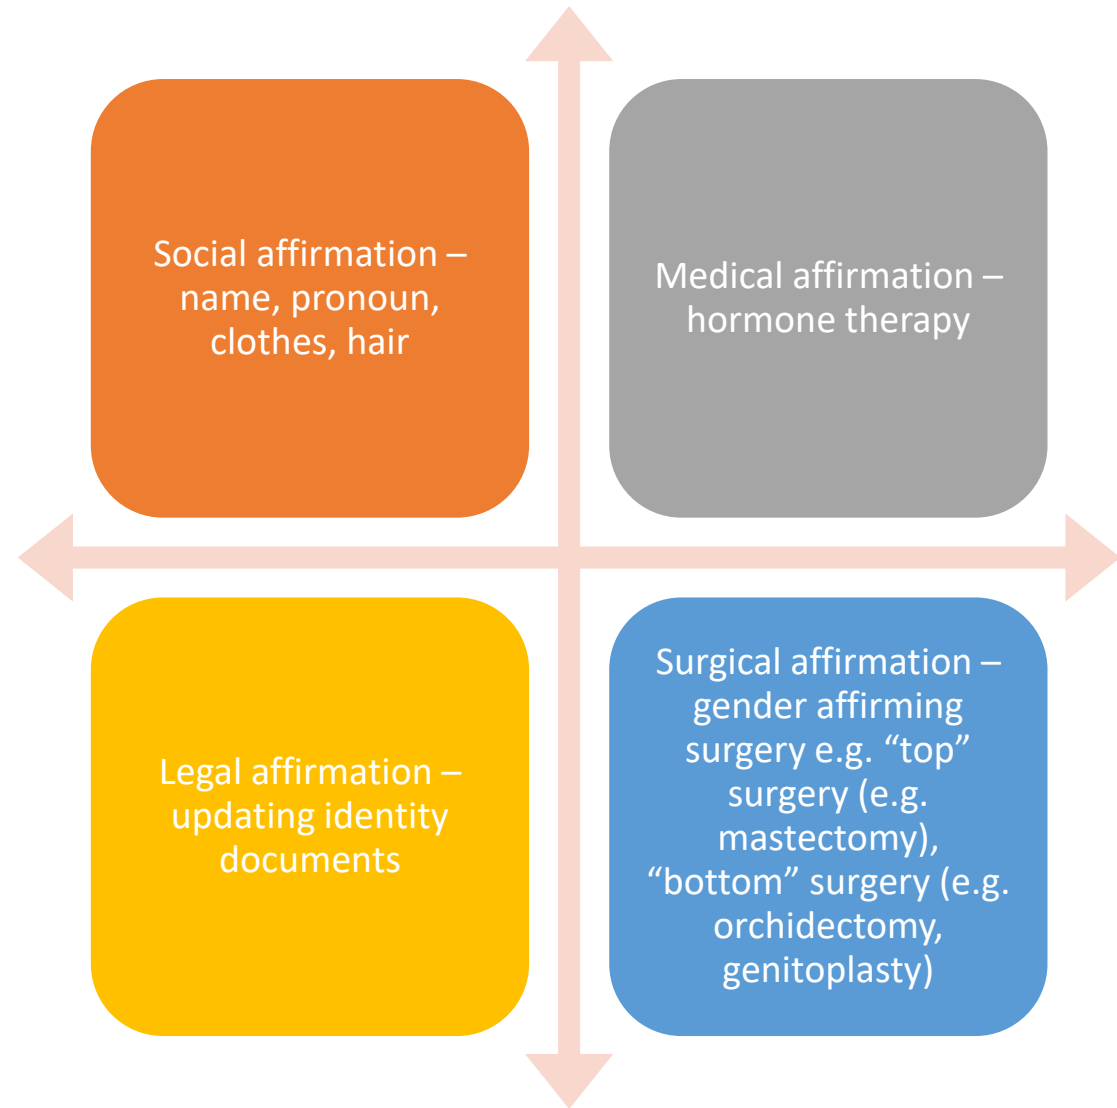 Social affirmation –
name, pronoun,
clothes, hair
Medical affirmation –
hormone therapy
Legal affirmation –
updating identity
documents
Surgical affirmation –
gender affirming
surgery e.g. “top”
surgery (e.g.
mastectomy),
“bottom” surgery (e.g.
orchidectomy,
genitoplasty)